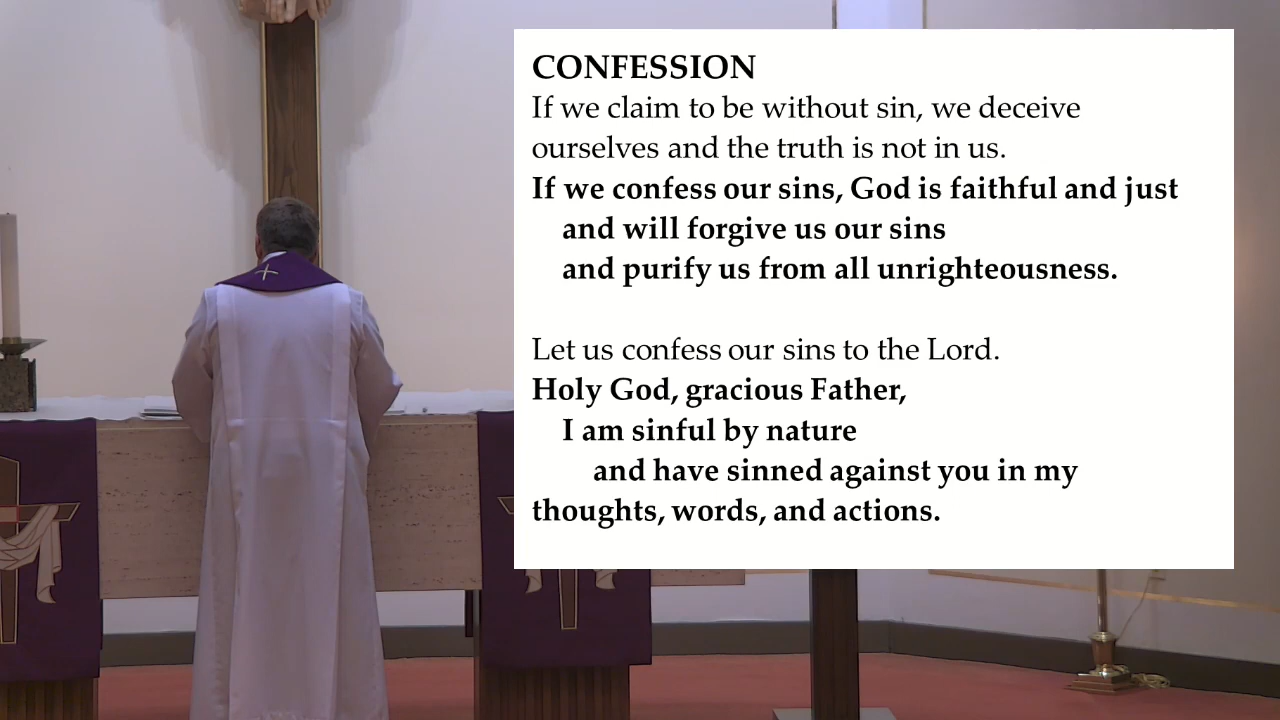 CONFESSION
If we claim to be without sin, we deceive
ourselves and the truth is not in us.
If we confess our sins, God is faithful and just
and will forgive us our sins
and purify us from all unrighteousness.
Let us confess our sins to the Lord.
Holy God, gracious Father,
I am sinful by nature
and have sinned against you in my
thoughts, words, and actions.